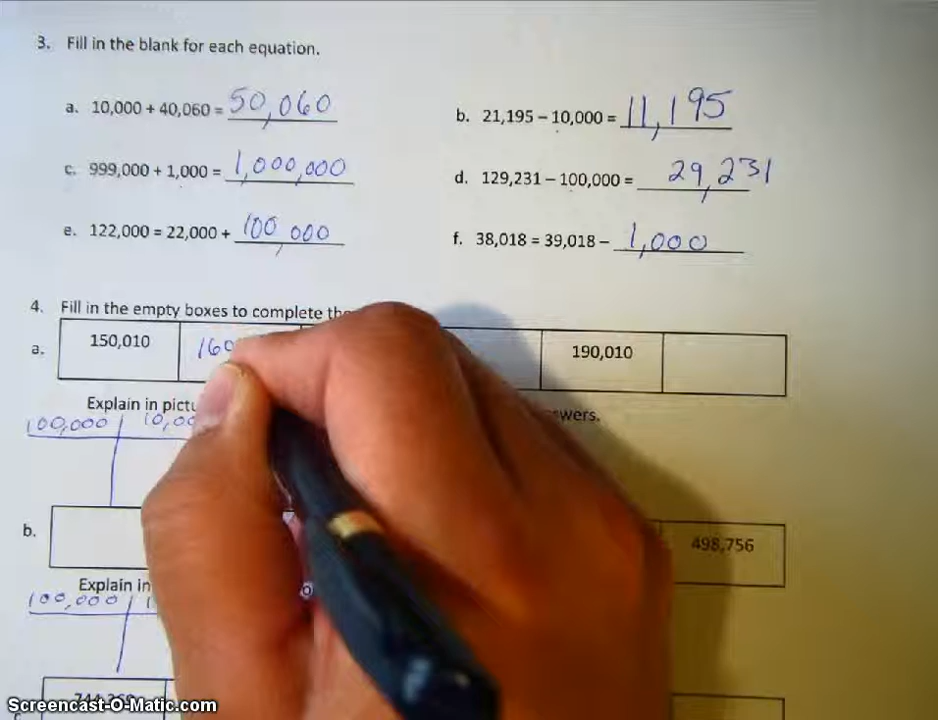 3. Fill in the blank for each equation.
a. 10,000 + 40,060 = 50,060
b. 21,195 – 10,000 = 11,195
c. 999,000 + 1,000 = 1,000,000
d. 129,231 – 100,000 = 29,231
e. 122,000 = 22,000 + 100,000
f. 38,018 = 39,018 – 1,000
4. Fill in the empty boxes to complete
a. 150,010 160 190,010
Explain in
100,000 10,00
b. 498,756
Explain in
100,000
Screencast-O-Matic.com